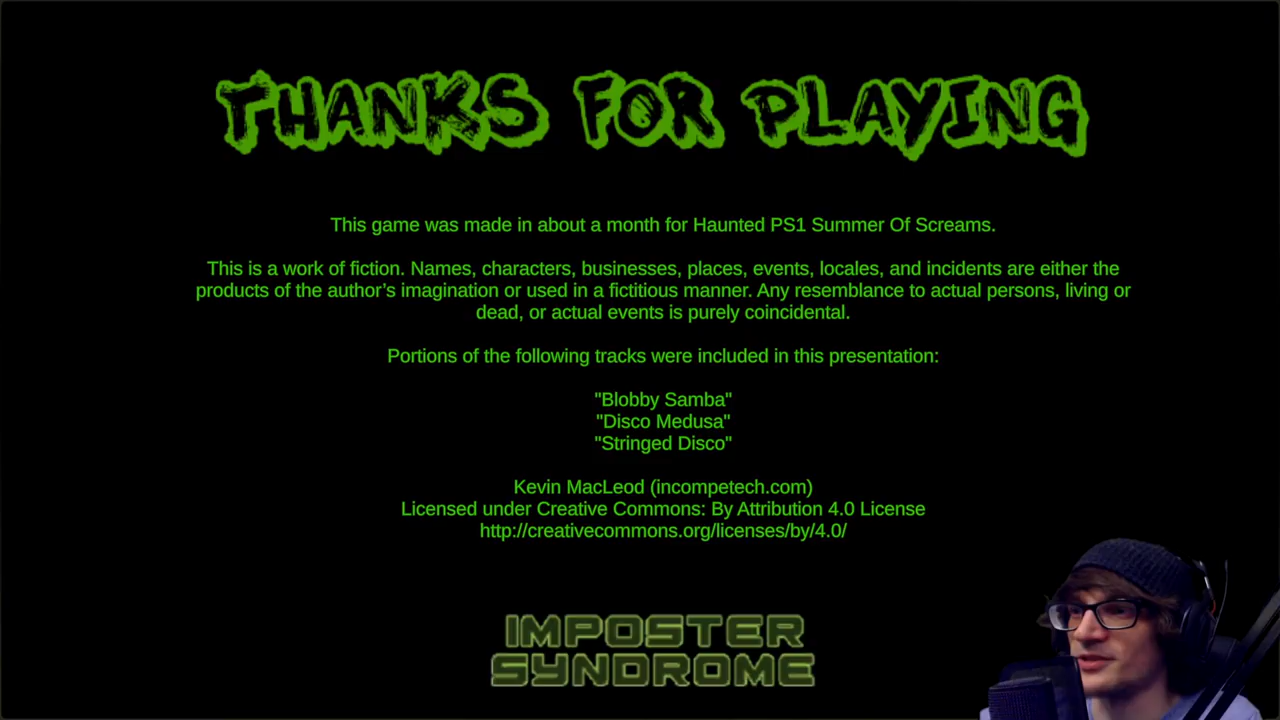 THANKS FOR PLAYING
This game was made in about a month for Haunted PS1 Summer Of Screams.
This is a work of fiction. Names, characters, businesses, places, events, locales, and incidents are either the
products of the author’s imagination or used in a fictitious manner. Any resemblance to actual persons, living or
dead, or actual events is purely coincidental.
Portions of the following tracks were included in this presentation:
"Blobby Samba"
"Disco Medusa"
"Stringed Disco"
Kevin MacLeod (incompetech.com)
Licensed under Creative Commons: By Attribution 4.0 License
http://creativecommons.org/licenses/by/4.0/
IMPOSTER
SYNDROME